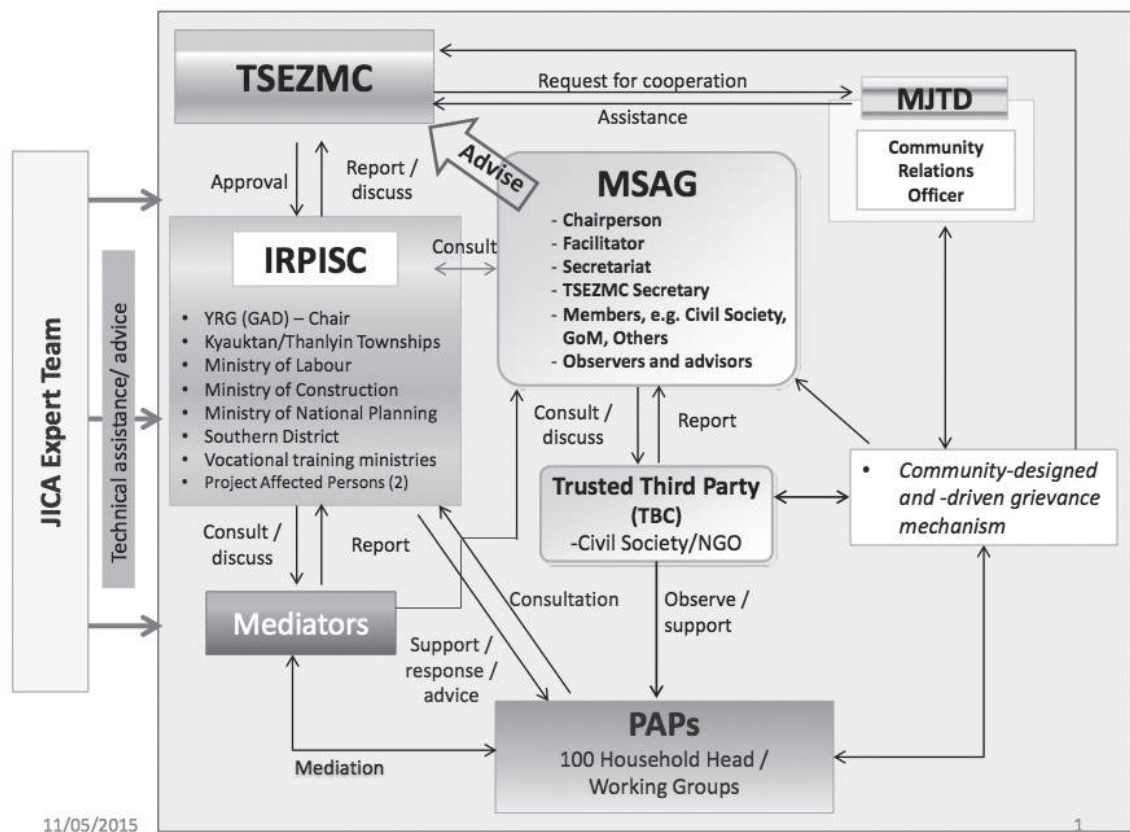 TSEZMC
Request for cooperation
Assistance
MJTD
Community
Relations
Officer
Advise
Approval
Report /
discuss
MSAG
- Chairperson
- Facilitator
- Secretariat
- TSEZMC Secretary
- Members, e.g. Civil Society,
GoM, Others
- Observers and advisors
JICA Expert Team
Technical assistance/ advice
IRPISC
• YRG (GAD) – Chair
• Kyauktan/Thanlyin Townships
• Ministry of Labour
• Ministry of Construction
• Ministry of National Planning
• Southern District
• Vocational training ministries
• Project Affected Persons (2)
Consult
Consult /
discuss
Report
Trusted Third Party
(TBC)
-Civil Society/NGO
• Community-designed
and -driven grievance
mechanism
Consult /
discuss
Report
Mediators
Consultation
Support /
response /
advice
Observe /
support
Mediation
PAPs
100 Household Head /
Working Groups
11/05/2015
1